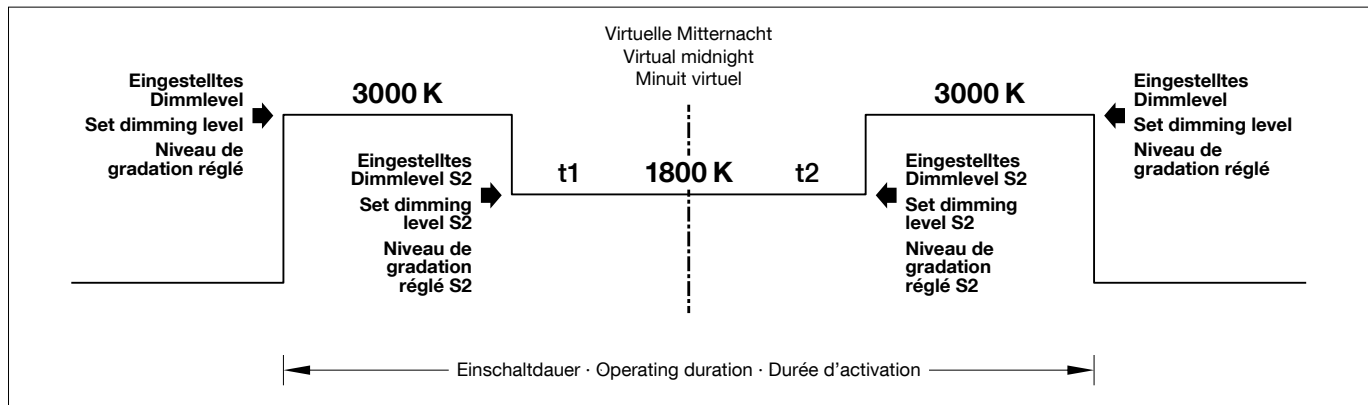 Virtuelle Mitternacht
Virtual midnight
Minuit virtuel
Eingestelltes
Dimmlevel
Set dimming level
Niveau de
gradation réglé
3000 K
Eingestelltes
Dimmlevel S2
Set dimming
level S2
Niveau de
gradation
réglé S2
t1
1800 K
t2
Eingestelltes
Dimmlevel S2
Set dimming
level S2
Niveau de
gradation
réglé S2
3000 K
Eingestelltes
Dimmlevel
Set dimming level
Niveau de
gradation réglé
Einschaltdauer · Operating duration · Durée d’activation